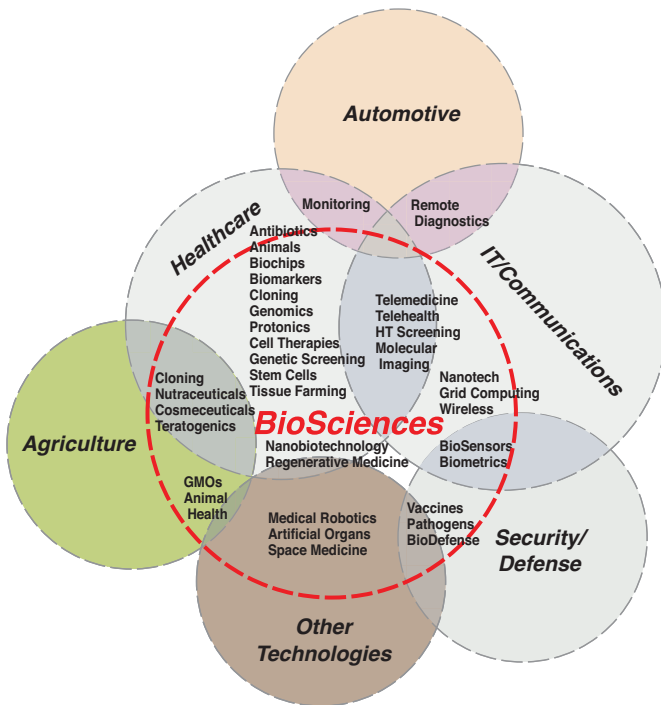 Automotive
Monitoring
Remote
Diagnostics
Healthcare
IT/Communications
Antibiotics
Animals
Biochips
Biomarkers
Cloning
Genomics
Protonics
Cell Therapies
Genetic Screening
Stem Cells
Tissue Farming
Telemedicine
Telehealth
HT Screening
Molecular
Imaging
Nanotech
Grid Computing
Wireless
Cloning
Nutraceuticals
Cosmeceuticals
Teratogenics
BioSciences
Agriculture
Nanobiotechnology
Regenerative Medicine
BioSensors
Biometrics
GMOs
Animal
Health
Medical Robotics
Artificial Organs
Space Medicine
Vaccines
Pathogens
BioDefense
Security/
Defense
Other
Technologies